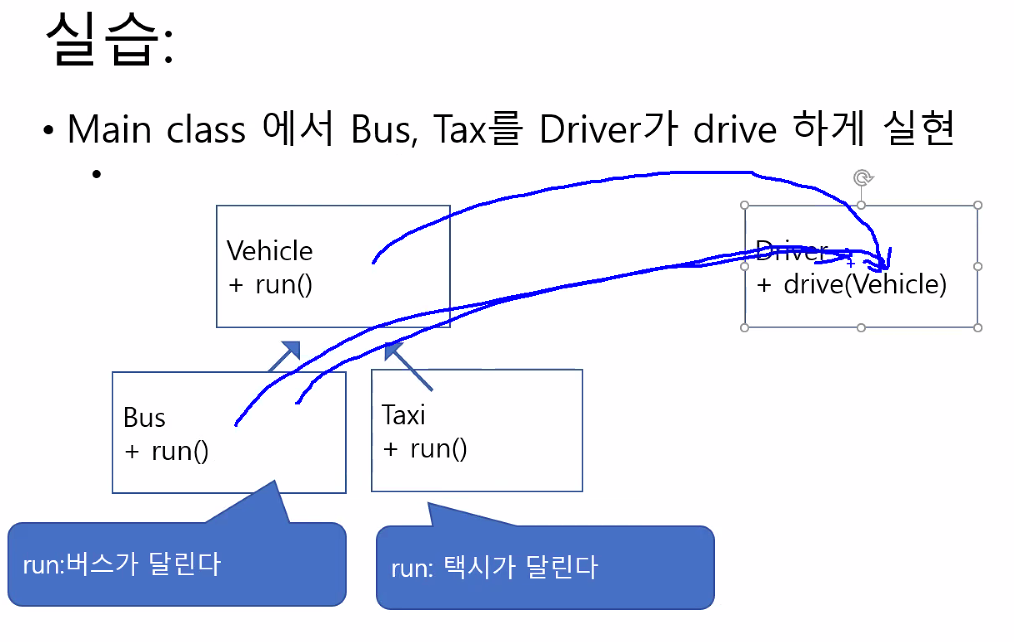 실습:
• Main class 에서 Bus, Tax를 Driver가 drive 하게 실현
•
Vehicle
+ run()
Driver
+ drive(Vehicle)
Bus
+ run()
Taxi
+ run()
run:버스가 달린다
run: 택시가 달린다